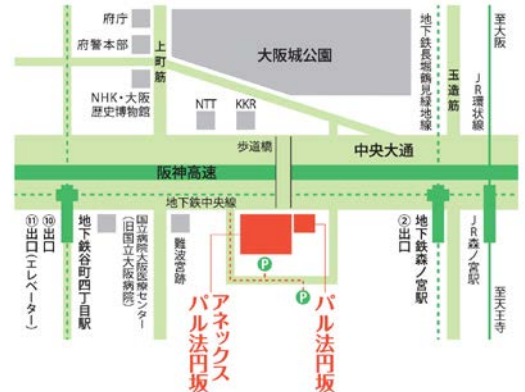 府庁
府警本部
NHK・大阪
歴史博物館
上町筋
大阪城公園
NTT
KKR
地下鉄長堀鶴見緑地線
玉造筋
JR環状線
至大阪
歩道橋
中央大通
阪神高速
地下鉄中央線
⑪出口(エレベーター)
⑩出口
地下鉄谷町四丁目駅
国立病院大阪医療センター
(旧国立大阪病院)
難波宮跡
P
P
アネックス
パル法円坂
パル法円坂
②出口
地下鉄森ノ宮駅
JR森ノ宮駅
至天王寺